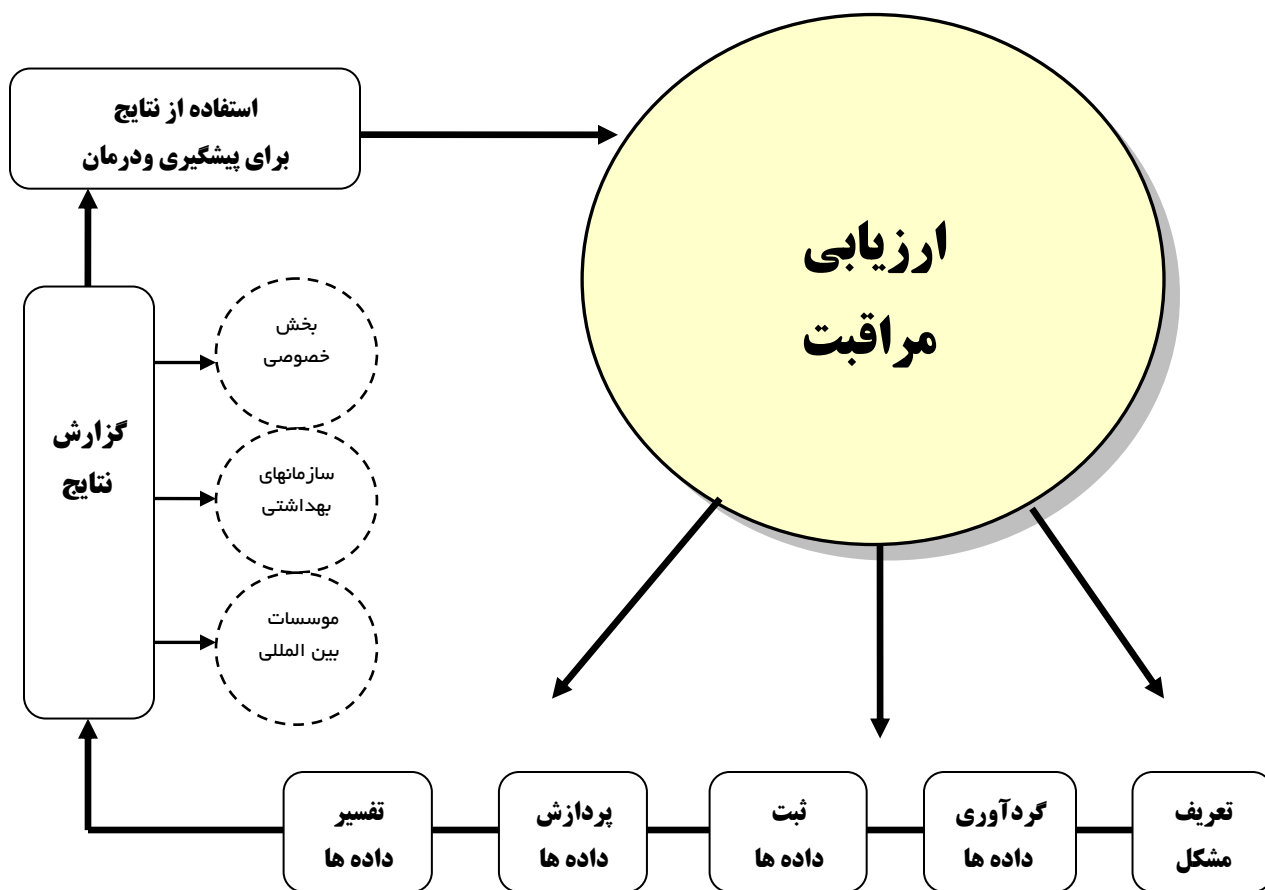 استفاده از نتایج
برای پیشگیری ودرمان
ارزیابی
مراقبت
بخش
خصوصی
گزارش
نتایج
سازمانهای
بهداشتی
موسسات
بین المللی
تعریف
مشکل
گردآوری
داده ها
ثبت
داده ها
پردازش
داده ها
تفسیر
داده ها